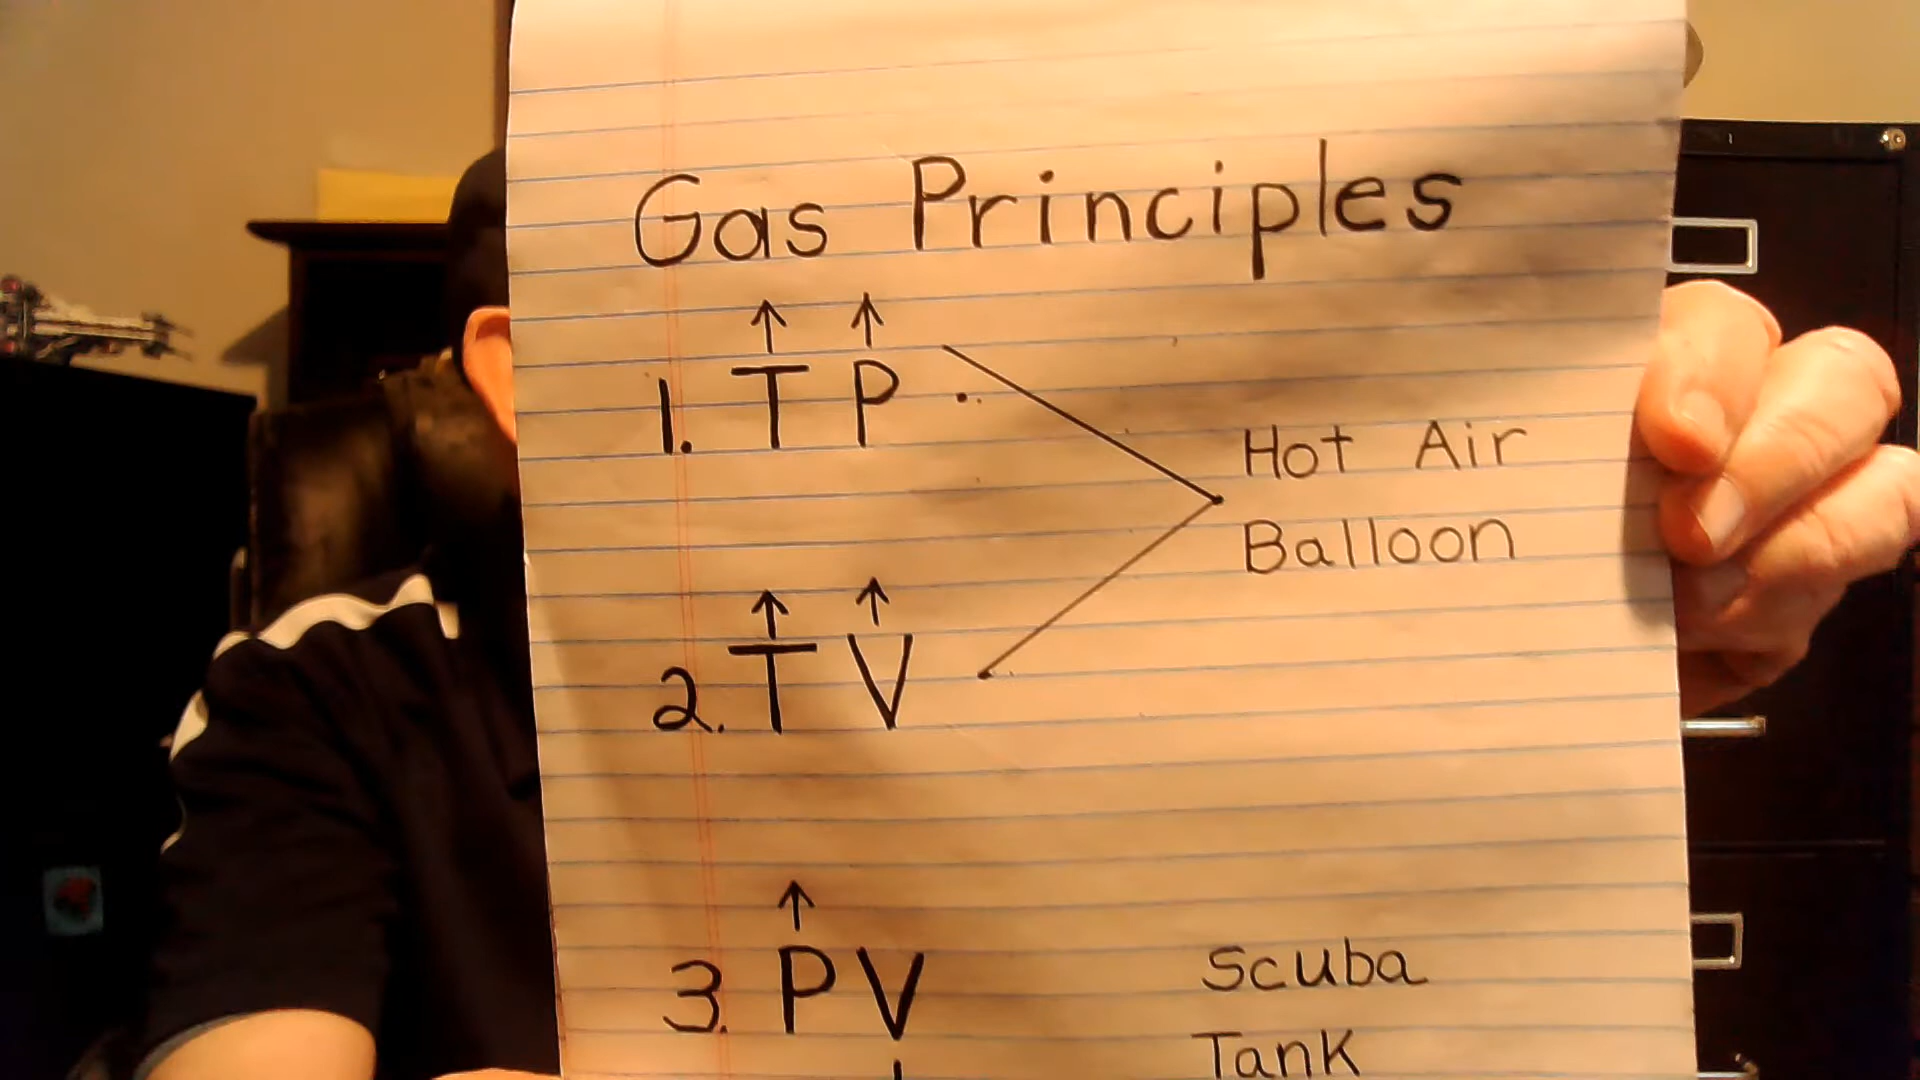 Gas Principles
↑ ↑
1. T P
Hot Air
Balloon
↑ ↑
2. T V
↑
3. P V
Scuba
Tank